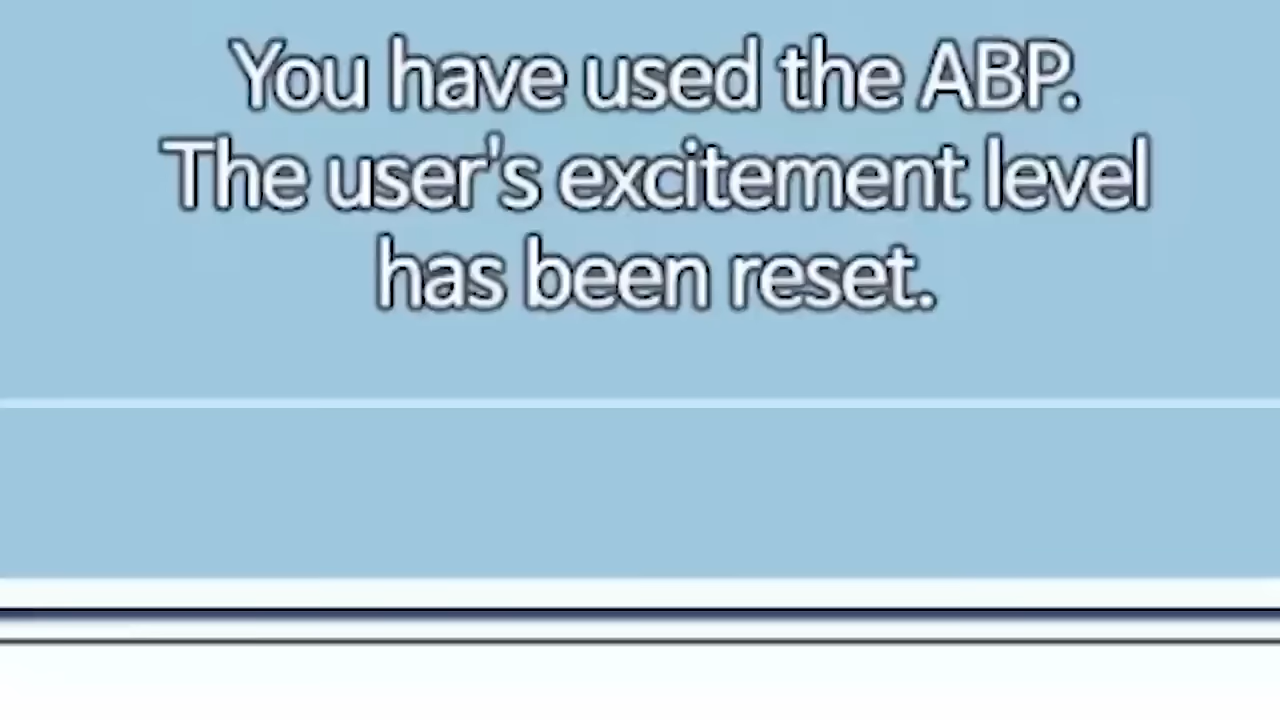 You have used the ABP.
The user's excitement level
has been reset.